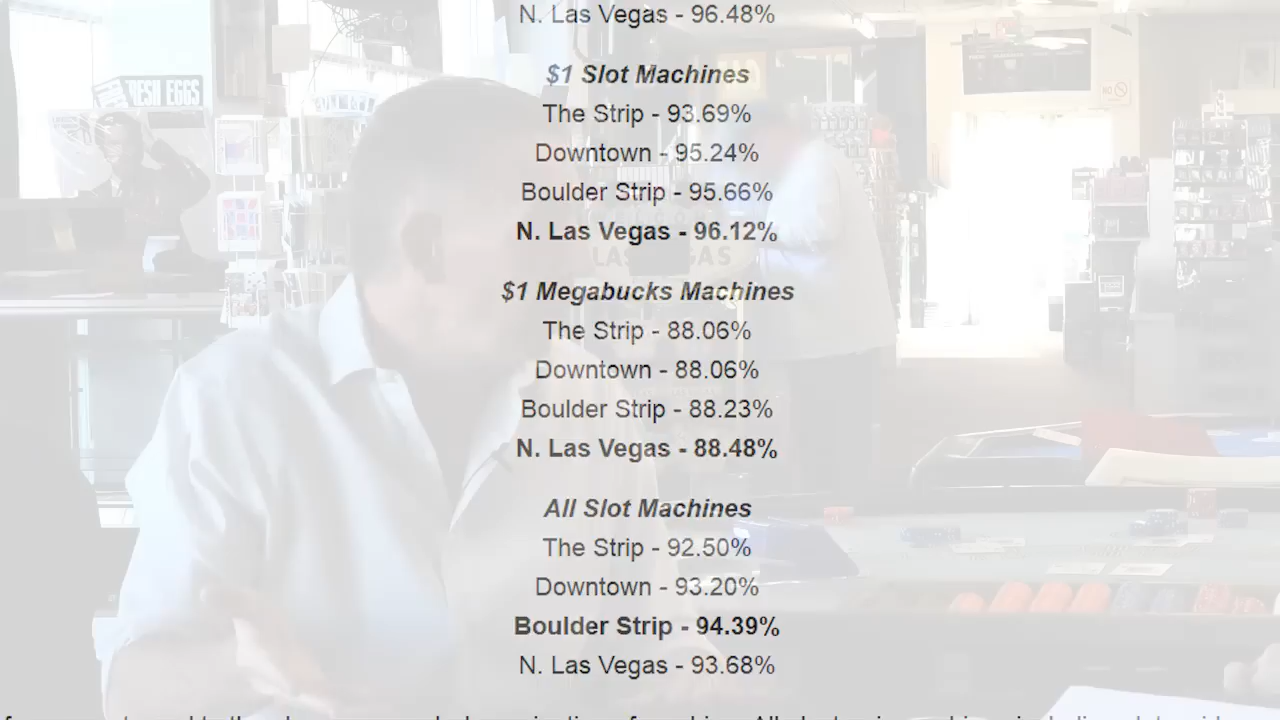 N. Las Vegas - 96.48%
$1 Slot Machines
The Strip - 93.69%
Downtown - 95.24%
Boulder Strip - 95.66%
N. Las Vegas - 96.12%
$1 Megabucks Machines
The Strip - 88.06%
Downtown - 88.06%
Boulder Strip - 88.23%
N. Las Vegas - 88.48%
All Slot Machines
The Strip - 92.50%
Downtown - 93.20%
Boulder Strip - 94.39%
N. Las Vegas - 93.68%
EGGS